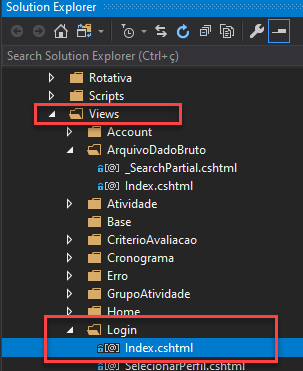 Solution Explorer
Search Solution Explorer (Ctrl+ç)
Rotativa
Scripts
Views
Account
ArquivoDadoBruto
_SearchPartial.cshtml
Index.cshtml
Atividade
Base
CriterioAvaliacao
Cronograma
Erro
GrupoAtividade
Home
Login
Index.cshtml
SelecionarPerfil.cshtml